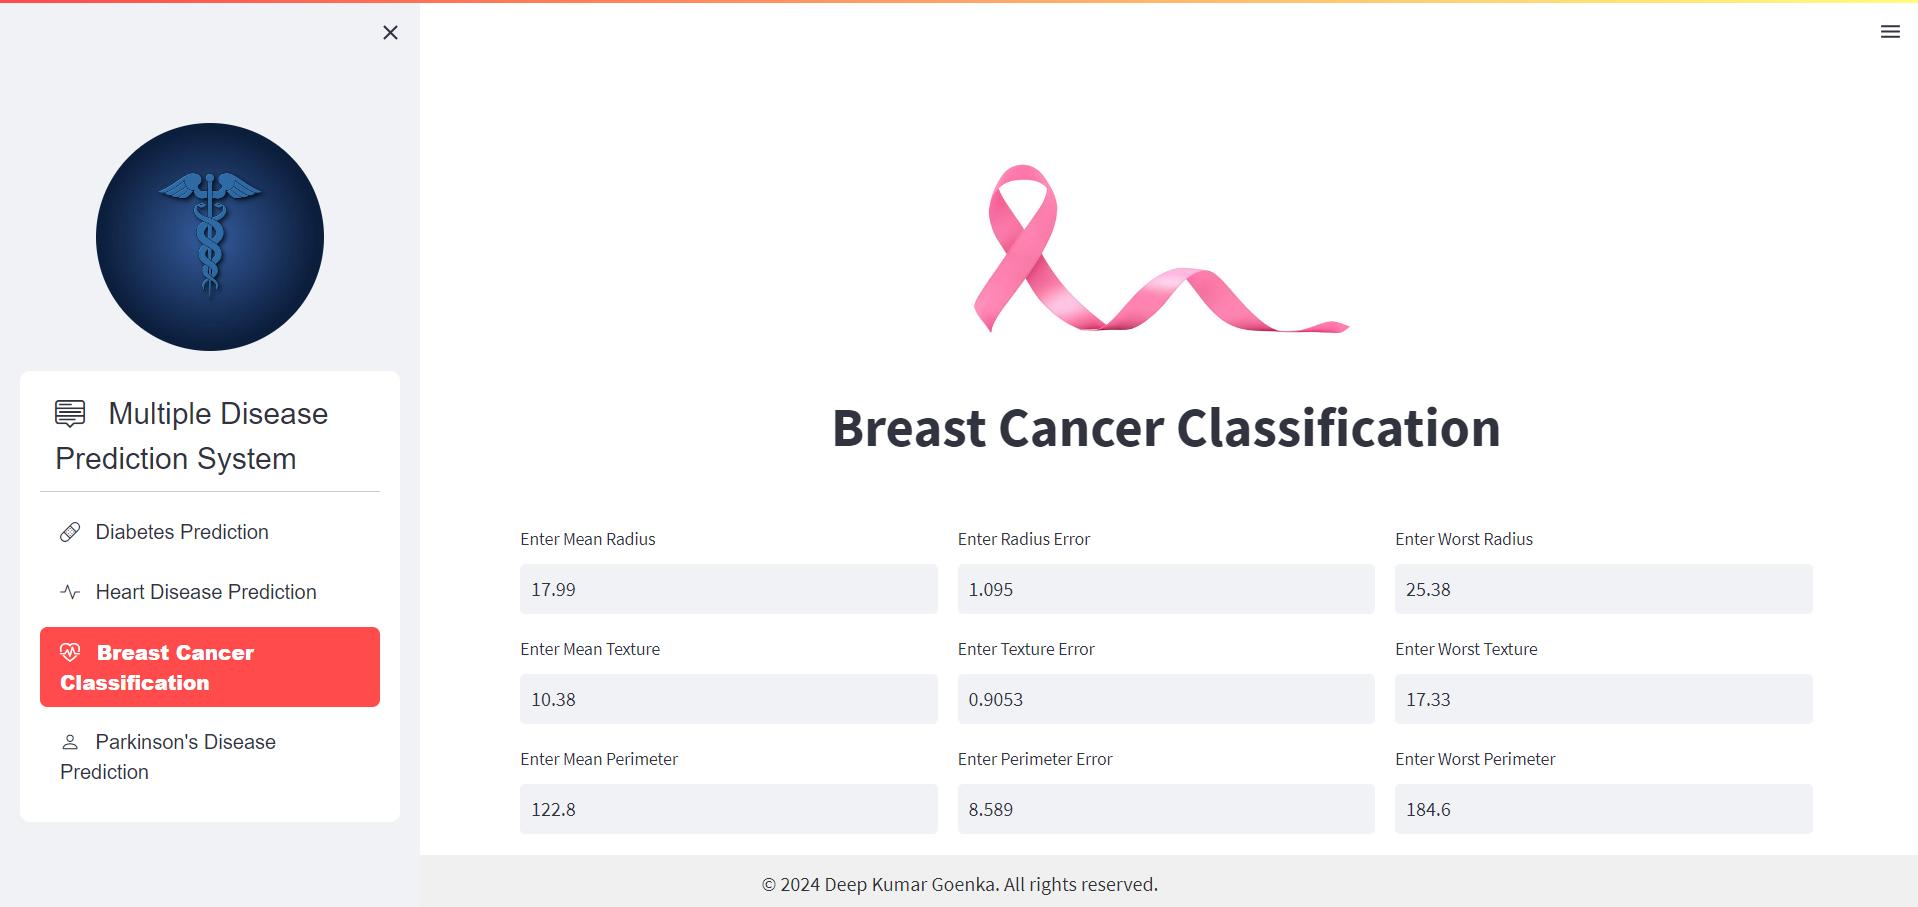 Multiple Disease
Prediction System
Diabetes Prediction
Heart Disease Prediction
Breast Cancer
Classification
Parkinson's Disease
Prediction
Breast Cancer Classification
Enter Mean Radius
Enter Radius Error
Enter Worst Radius
17.99
1.095
25.38
Enter Mean Texture
Enter Texture Error
Enter Worst Texture
10.38
0.9053
17.33
Enter Mean Perimeter
Enter Perimeter Error
Enter Worst Perimeter
122.8
8.589
184.6
© 2024 Deep Kumar Goenka. All rights reserved.